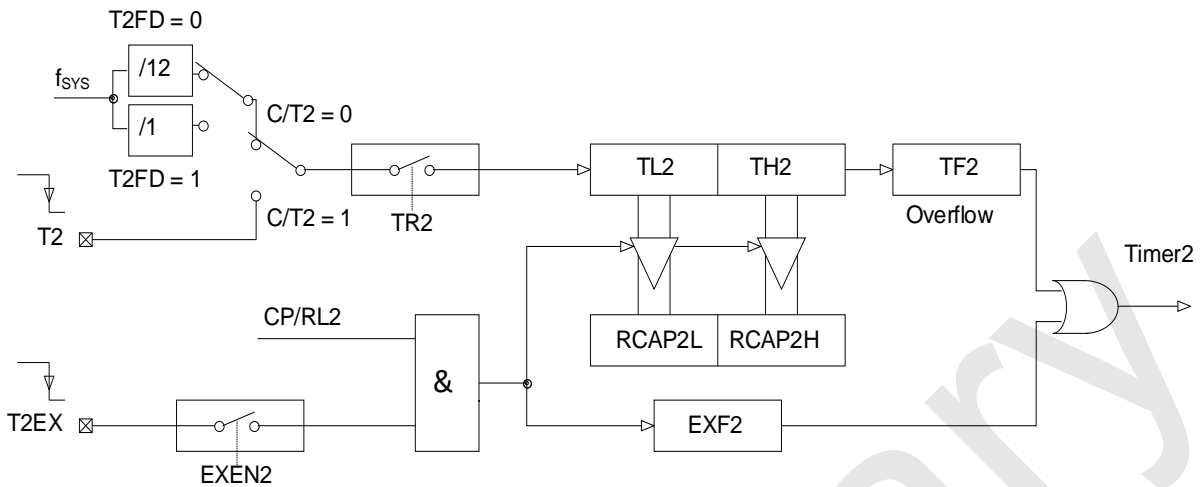 T2FD = 0
/12
fSYS
C/T2 = 0
/1
T2FD = 1
C/T2 = 1
T2
TR2
TL2
TH2
TF2
Overflow
Timer2
CP/RL2
&
RCAP2L
RCAP2H
T2EX
EXEN2
EXF2